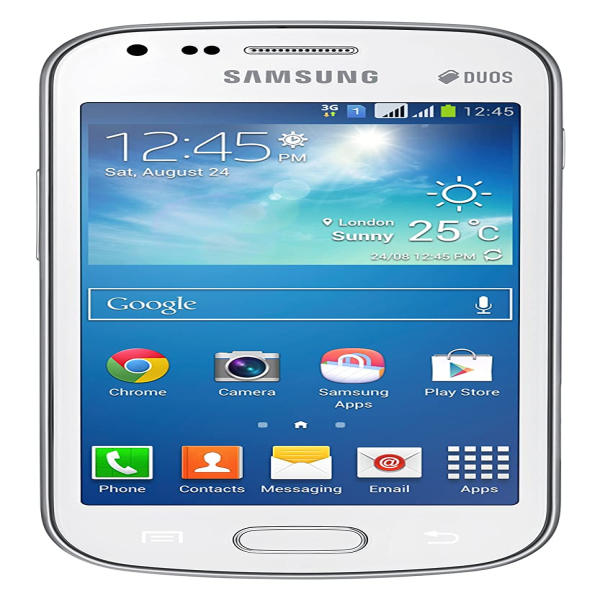 SAMSUNG DUOS
3G 1 12:45
12:45 PM
Sat, August 24
London
Sunny 25°C
24/08 12:45 PM
Google
Chrome Camera Samsung Apps Play Store
Phone Contacts Messaging @ Email Apps